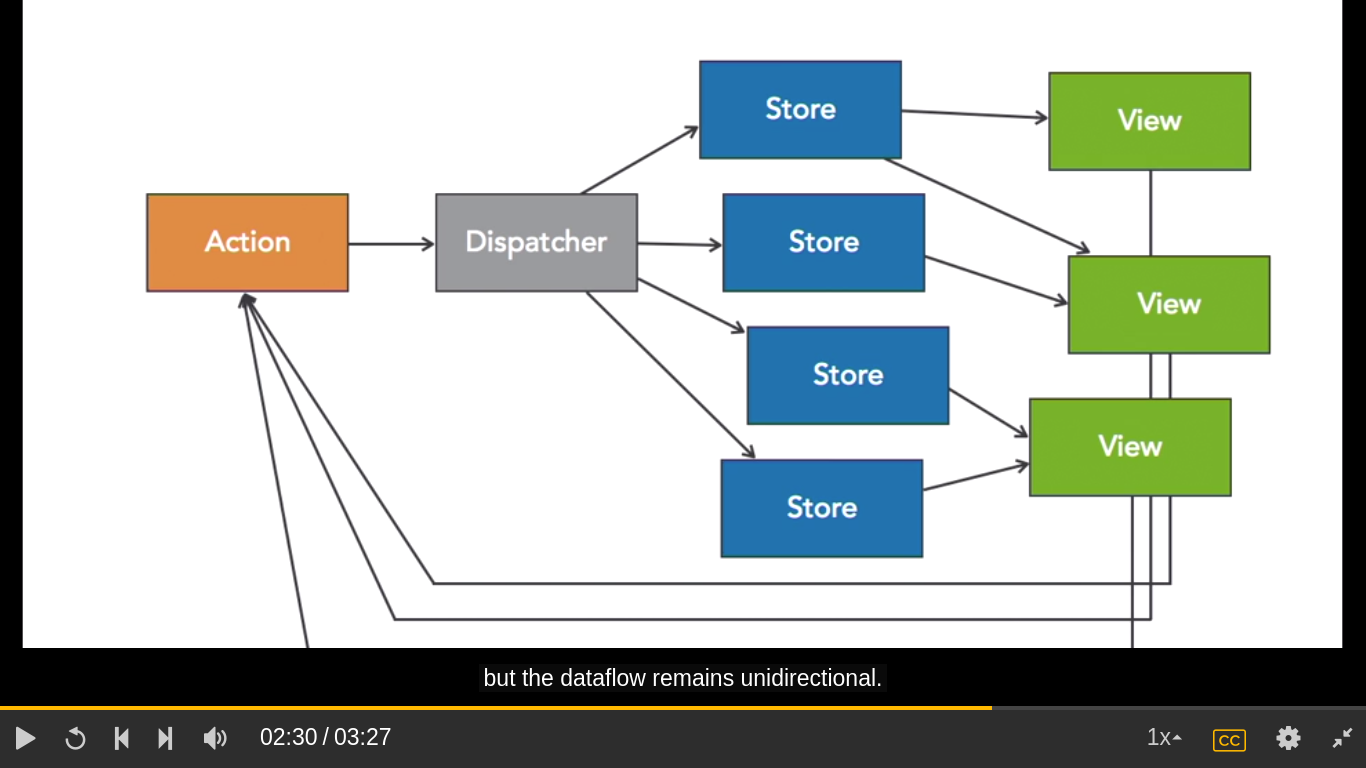 Store
View
Action
Dispatcher
Store
View
Store
View
Store
but the dataflow remains unidirectional.
02:30 / 03:27
1x
CC